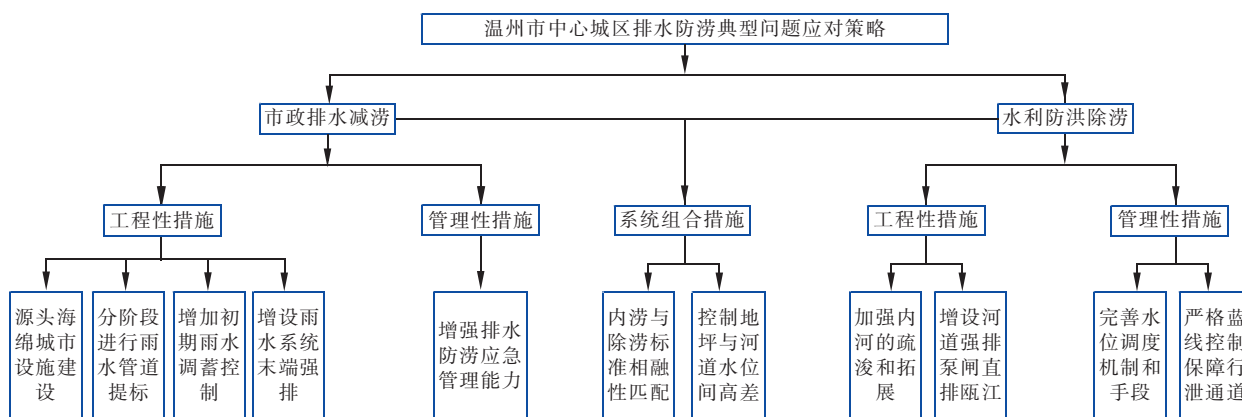 温州市中心城区排水防涝典型问题应对策略
市政排水减涝
水利防洪除涝
工程性措施
管理性措施
系统组合措施
工程性措施
管理性措施
源头海
绵城市
设施建
设
分阶段
进行雨
水管道
提标
增加初
期雨水
调蓄控
制
增设雨
水系统
末端强
排
增强排水
防涝应急
管理能力
内涝与
除涝标
准相融
性匹配
控制地
坪与河
道水位
间高差
加强内
河的疏
浚和拓
展
增设河
道强排
泵闸直
排瓯江
完善水
位调度
机制和
手段
严格蓝
线控制
保障行
泄通道